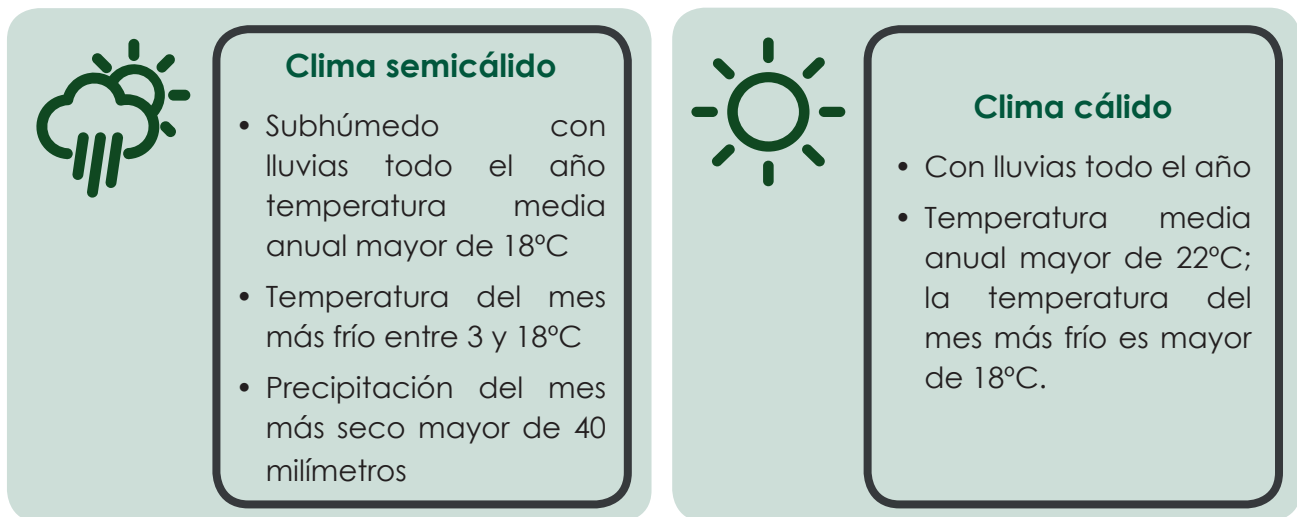 Clima semicálido
• Subhúmedo con
lluvias todo el año
temperatura media
anual mayor de 18ºC
• Temperatura del mes
más frío entre 3 y 18ºC
• Precipitación del mes
más seco mayor de 40
milímetros
Clima cálido
• Con lluvias todo el año
• Temperatura media
anual mayor de 22ºC;
la temperatura del
mes más frío es mayor
de 18ºC.